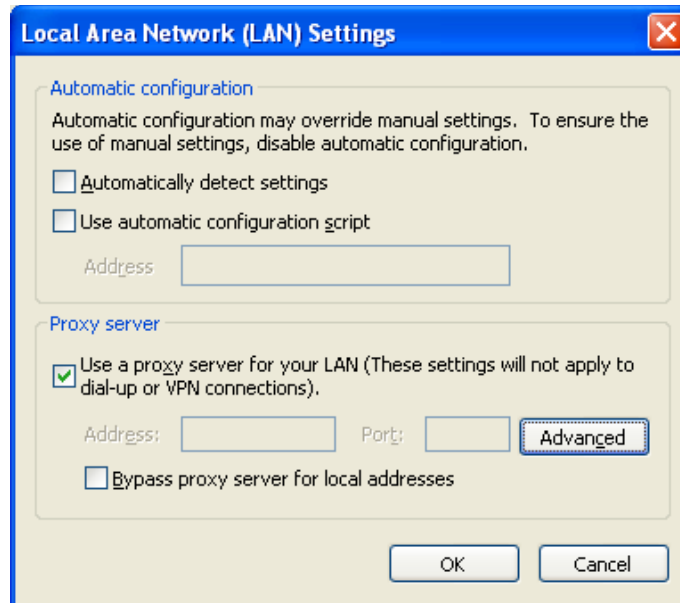 Local Area Network (LAN) Settings
Automatic configuration
Automatic configuration may override manual settings. To ensure the
use of manual settings, disable automatic configuration.
Automatically detect settings
Use automatic configuration script
Address
Proxy server
Use a proxy server for your LAN (These settings will not apply to
dial-up or VPN connections).
Address: Port: Advanced
Bypass proxy server for local addresses
OK Cancel